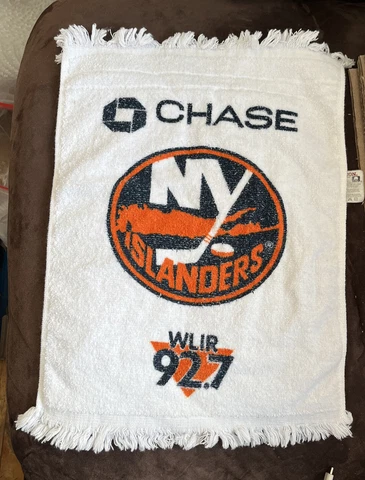 CHASE
NY
ISLANDERS
WLIR
92.7